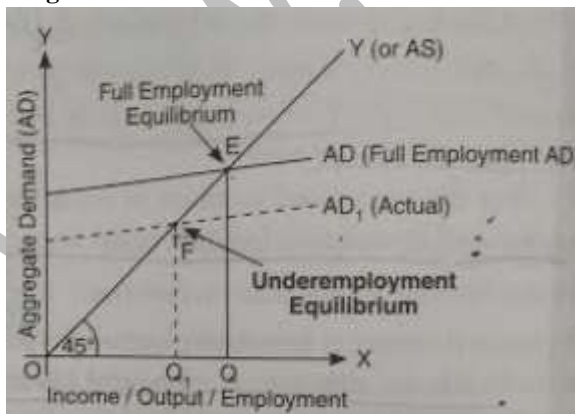 Y
Y (or AS)
Full Employment
Equilibrium
E
AD (Full Employment AD
AD1 (Actual)
F
Underemployment
Equilibrium
Aggregate Demand (AD)
45°
O
Q1
Q
X
Income / Output / Employment